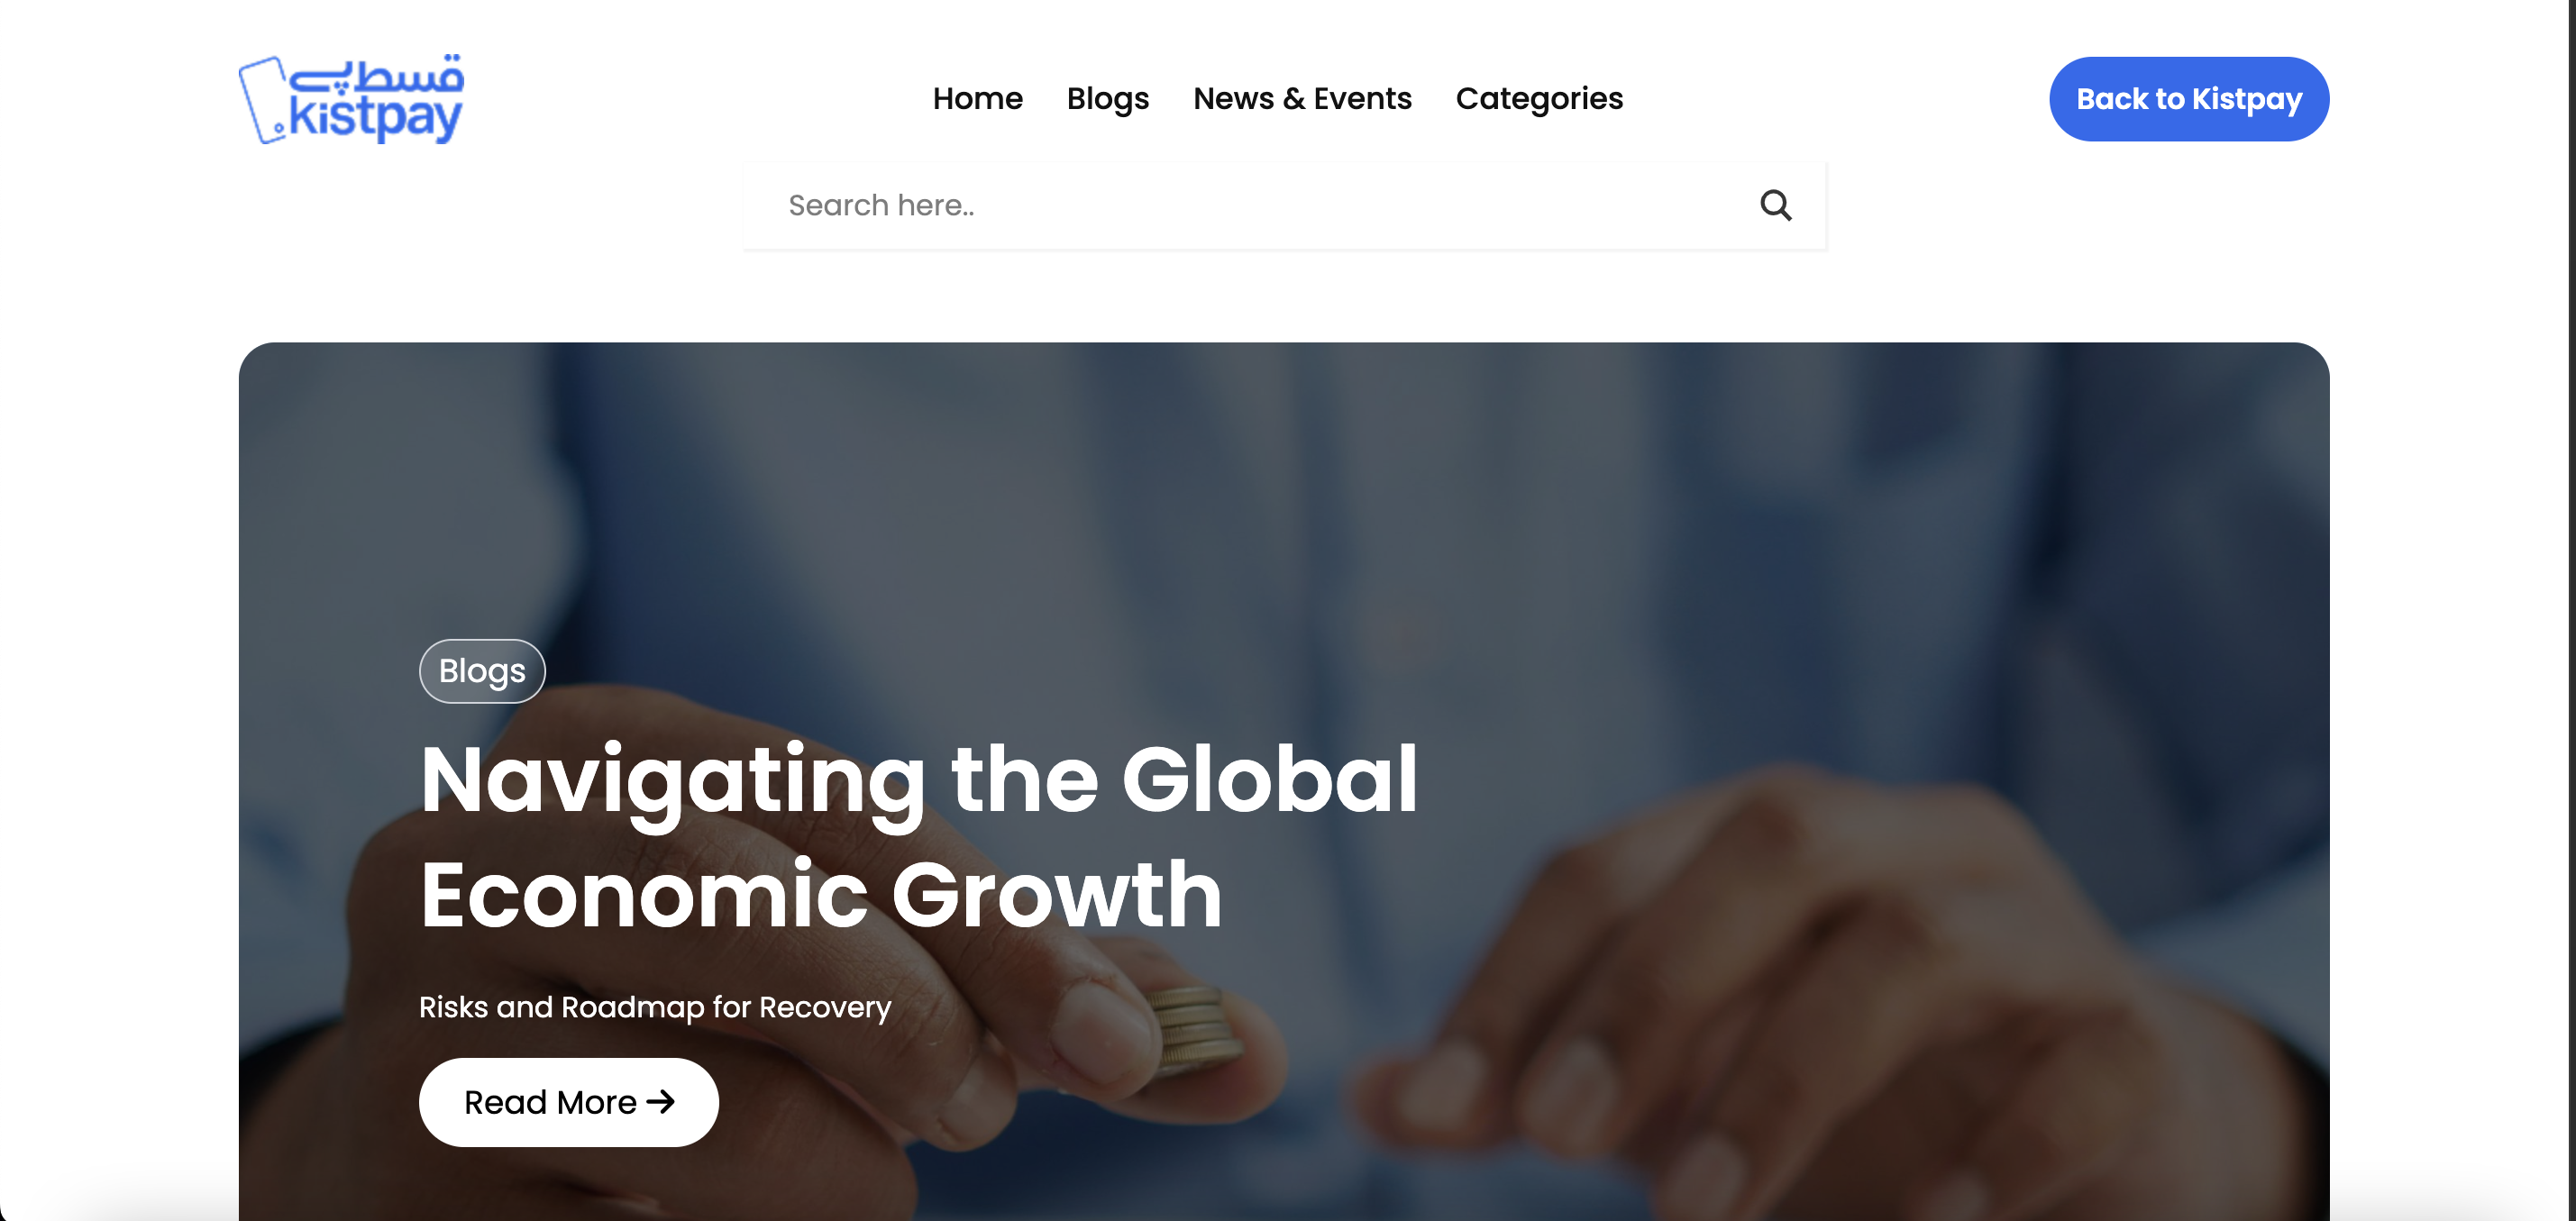 قسطپے
kistpay
Home Blogs News & Events Categories
Back to Kistpay
Search here..
Blogs
Navigating the Global
Economic Growth
Risks and Roadmap for Recovery
Read More →